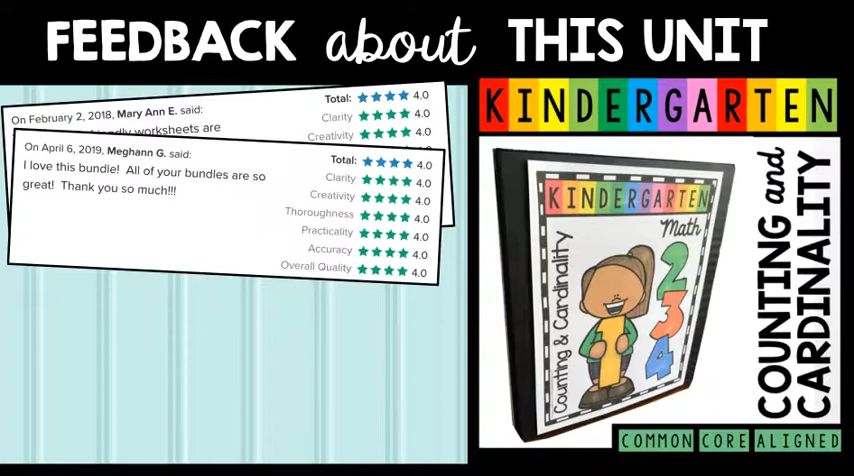 FEEDBACK about THIS UNIT
On February 2, 2018, Mary Ann E. said:
worksheets are
Total: 4.0
Clarity 4.0
Creativity 4.0
On April 6, 2019, Meghann G. said:
I love this bundle! All of your bundles are so
great! Thank you so much!!!
Total: 4.0
Clarity 4.0
Creativity 4.0
Thoroughness 4.0
Practicality 4.0
Accuracy 4.0
Overall Quality 4.0
KINDERGARTEN
KINDERGARTEN
Math
Counting & Cardinality
1
2
3
4
COUNTING and
CARDINALITY
COMMON CORE ALIGNED